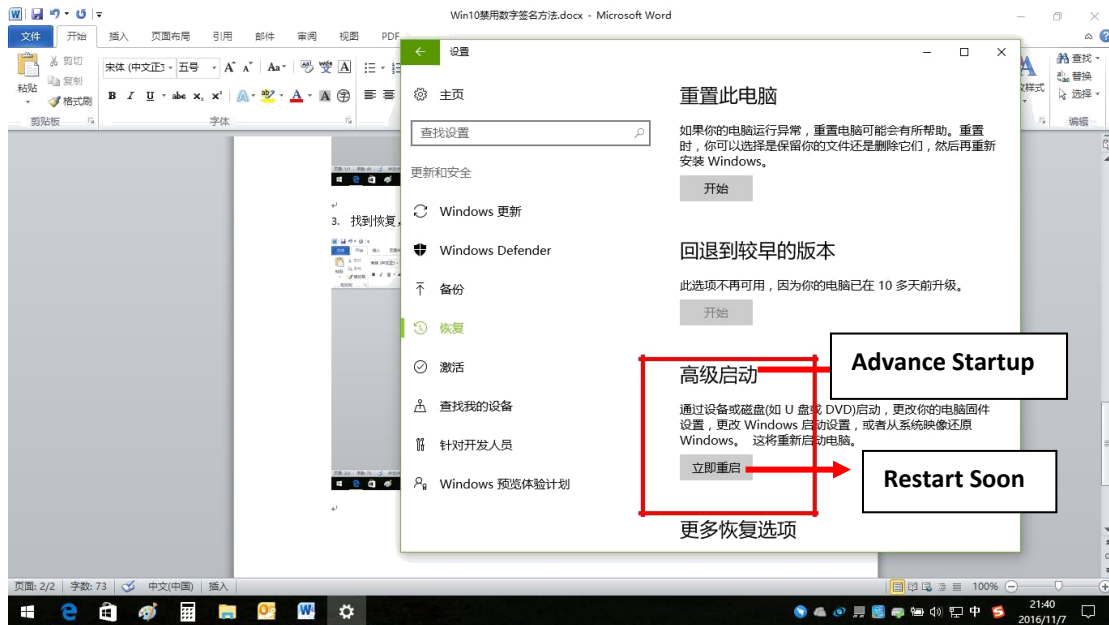 Win10禁用数字签名方法.docx - Microsoft Word
文件 开始 插入 页面布局 引用 邮件 审阅 视图 PDF
粘贴
剪切
复制
格式刷
剪贴板
宋体 (中文正 五号
字体
查找
替换
选择
编辑
3. 找到恢复，
设置
主页
查找设置
更新和安全
Windows 更新
Windows Defender
备份
恢复
激活
查找我的设备
针对开发人员
Windows 预览体验计划
重置此电脑
如果你的电脑运行异常，重置电脑可能会有所帮助。重置
时，你可以选择是保留你的文件还是删除它们，然后再重新
安装 Windows。
开始
回退到较早的版本
此选项不再可用，因为你的电脑已在 10 多天前升级。
开始
高级启动
通过设备或磁盘(如 U 盘或 DVD)启动，更改你的电脑固件
设置，更改 Windows 启动设置，或者从系统映像还原
Windows。 这将重新启动电脑。
立即重启
更多恢复选项
Advance Startup
Restart Soon
页面: 2/2 字数: 73 中文(中国) 插入 100%
中
21:40
2016/11/7